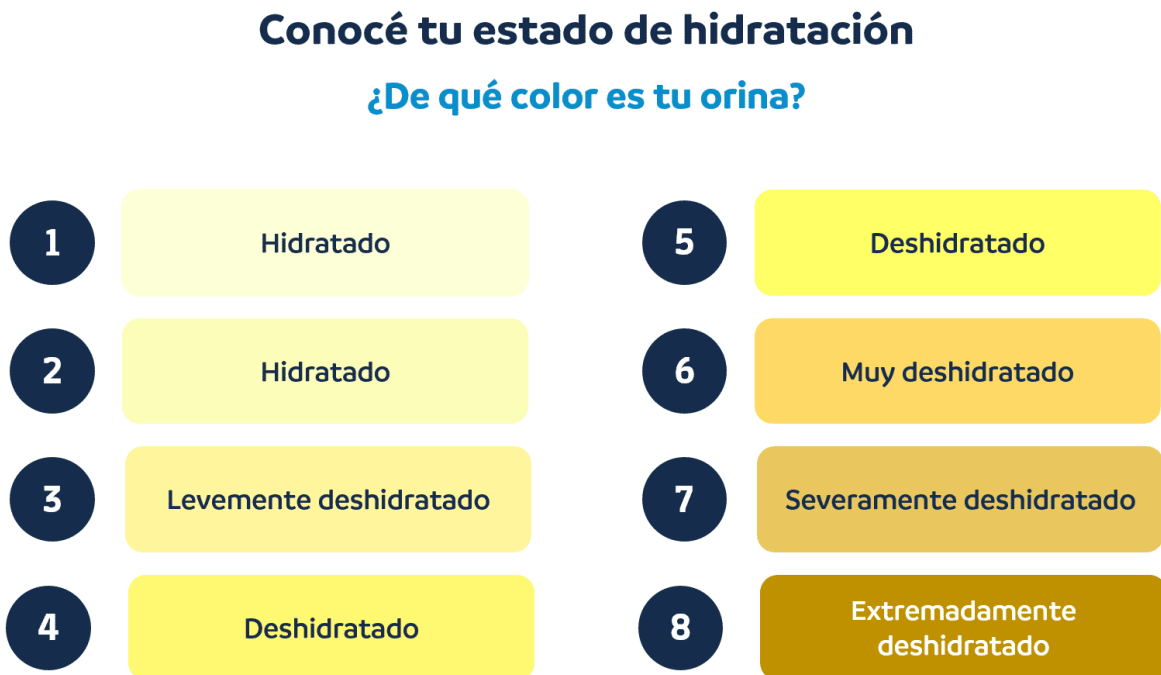 Conocé tu estado de hidratación
¿De qué color es tu orina?
1
Hidratado
2
Hidratado
3
Levemente deshidratado
4
Deshidratado
5
Deshidratado
6
Muy deshidratado
7
Severamente deshidratado
8
Extremadamente
deshidratado